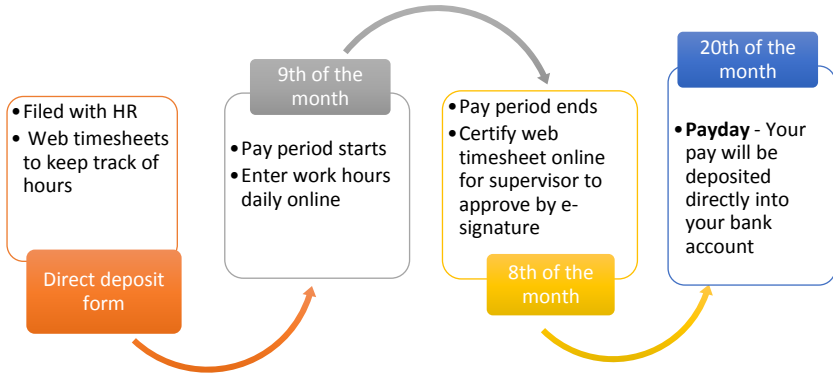 • Filed with HR
• Web timesheets
to keep track of
hours
Direct deposit
form
9th of the
month
• Pay period starts
• Enter work hours
daily online
• Pay period ends
• Certify web
timesheet online
for supervisor to
approve by e-
signature
8th of the
month
20th of the
month
• Payday - Your
pay will be
deposited
directly into
your bank
account